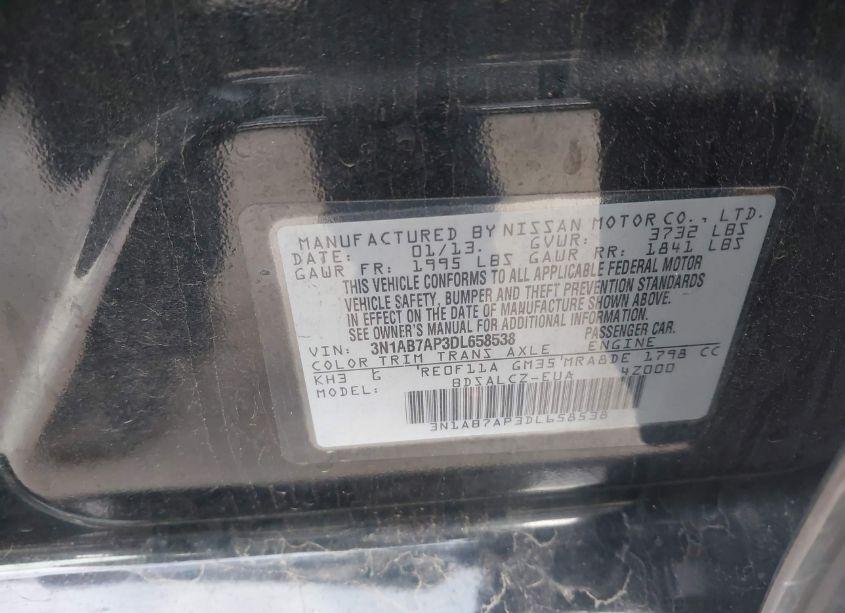 MANUFACTURED BY NISSAN MOTOR CO., LTD.
DATE: 01/13. GVWR: 3732 LBS
GAWR FR: 1995 LBS GAWR RR: 1841 LBS
THIS VEHICLE CONFORMS TO ALL APPLICABLE FEDERAL MOTOR
VEHICLE SAFETY, BUMPER AND THEFT PREVENTION STANDARDS
IN EFFECT ON THE DATE OF MANUFACTURE SHOWN ABOVE.
SEE OWNER'S MANUAL FOR ADDITIONAL INFORMATION.
VIN: 3N1AB7AP3DL658538 PASSENGER CAR.
COLOR TRIM TRANS AXLE ENGINE
KH3 G 'RE0F11A GM35'MRA8DE 1798 CC
MODEL: BDSALCZ-EUA 4Z000
3N1AB7AP3DL658538